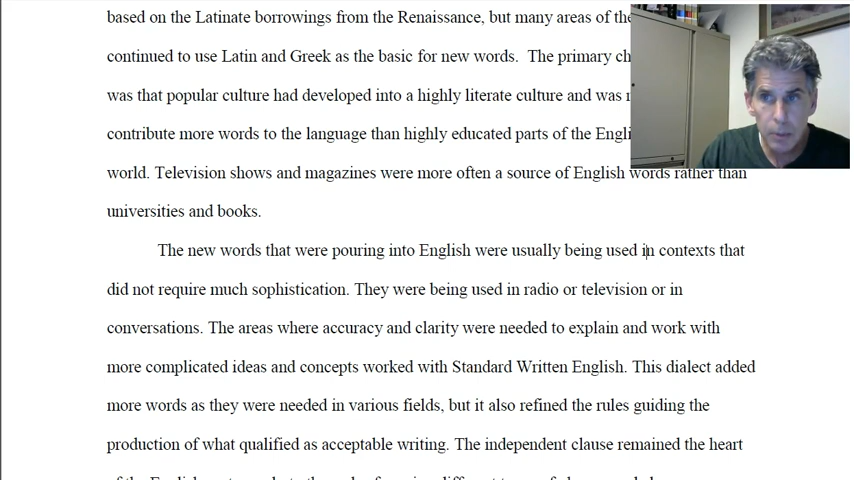 based on the Latinate borrowings from the Renaissance, but many areas of the
continued to use Latin and Greek as the basic for new words.  The primary
was that popular culture had developed into a highly literate culture and was
contribute more words to the language than highly educated parts of the
world. Television shows and magazines were more often a source of English words rather than
universities and books.
The new words that were pouring into English were usually being used in contexts that
did not require much sophistication. They were being used in radio or television or in
conversations. The areas where accuracy and clarity were needed to explain and work with
more complicated ideas and concepts worked with Standard Written English. This dialect added
more words as they were needed in various fields, but it also refined the rules guiding the
production of what qualified as acceptable writing. The independent clause remained the heart